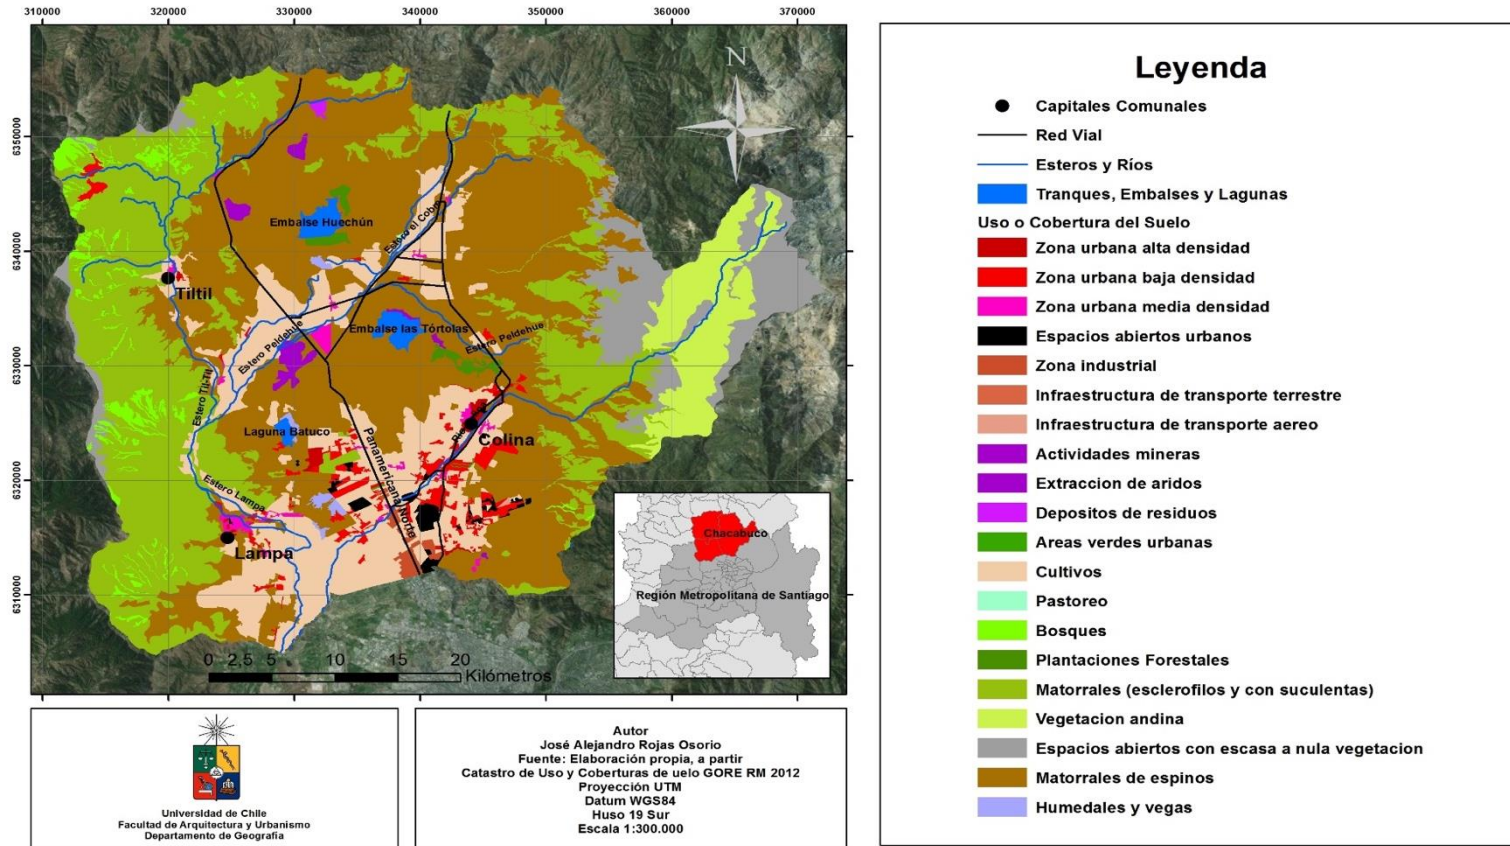 310000 320000 330000 340000 350000 360000 370000
6350000
6340000
6330000
6320000
6310000
N
Embalse Huechún
Estero el Cobre
Tiltil
Embalse las Tórtolas
Estero Peldehue
Estero Peldehue
Estero Til-Til
Laguna Batuco
Panamericana Norte
Colina
Estero Lampa
Lampa
Chacabuco
Región Metropolitana de Santiago
0 2,5 5 10 15 20
Kilómetros
Universidad de Chile
Facultad de Arquitectura y Urbanismo
Departamento de Geografía
Autor
José Alejandro Rojas Osorio
Fuente: Elaboración propia, a partir
Catastro de Uso y Coberturas de uelo GORE RM 2012
Proyección UTM
Datum WGS84
Huso 19 Sur
Escala 1:300.000
Leyenda
Capitales Comunales
Red Vial
Esteros y Ríos
Tranques, Embalses y Lagunas
Uso o Cobertura del Suelo
Zona urbana alta densidad
Zona urbana baja densidad
Zona urbana media densidad
Espacios abiertos urbanos
Zona industrial
Infraestructura de transporte terrestre
Infraestructura de transporte aereo
Actividades mineras
Extraccion de aridos
Depositos de residuos
Areas verdes urbanas
Cultivos
Pastoreo
Bosques
Plantaciones Forestales
Matorrales (esclerofilos y con suculentas)
Vegetacion andina
Espacios abiertos con escasa a nula vegetacion
Matorrales de espinos
Humedales y vegas